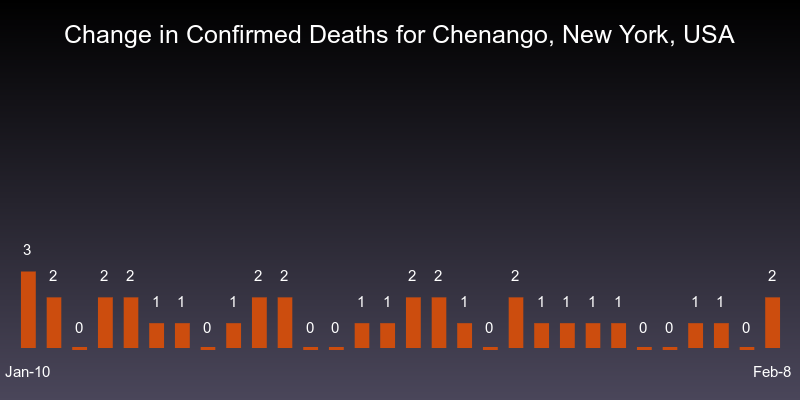 Change in Confirmed Deaths for Chenango, New York, USA
3 2 0 2 2 1 1 0 1 2 2 0 0 1 1 2 2 1 0 2 1 1 1 1 0 0 1 1 0 2
Jan-10 Feb-8